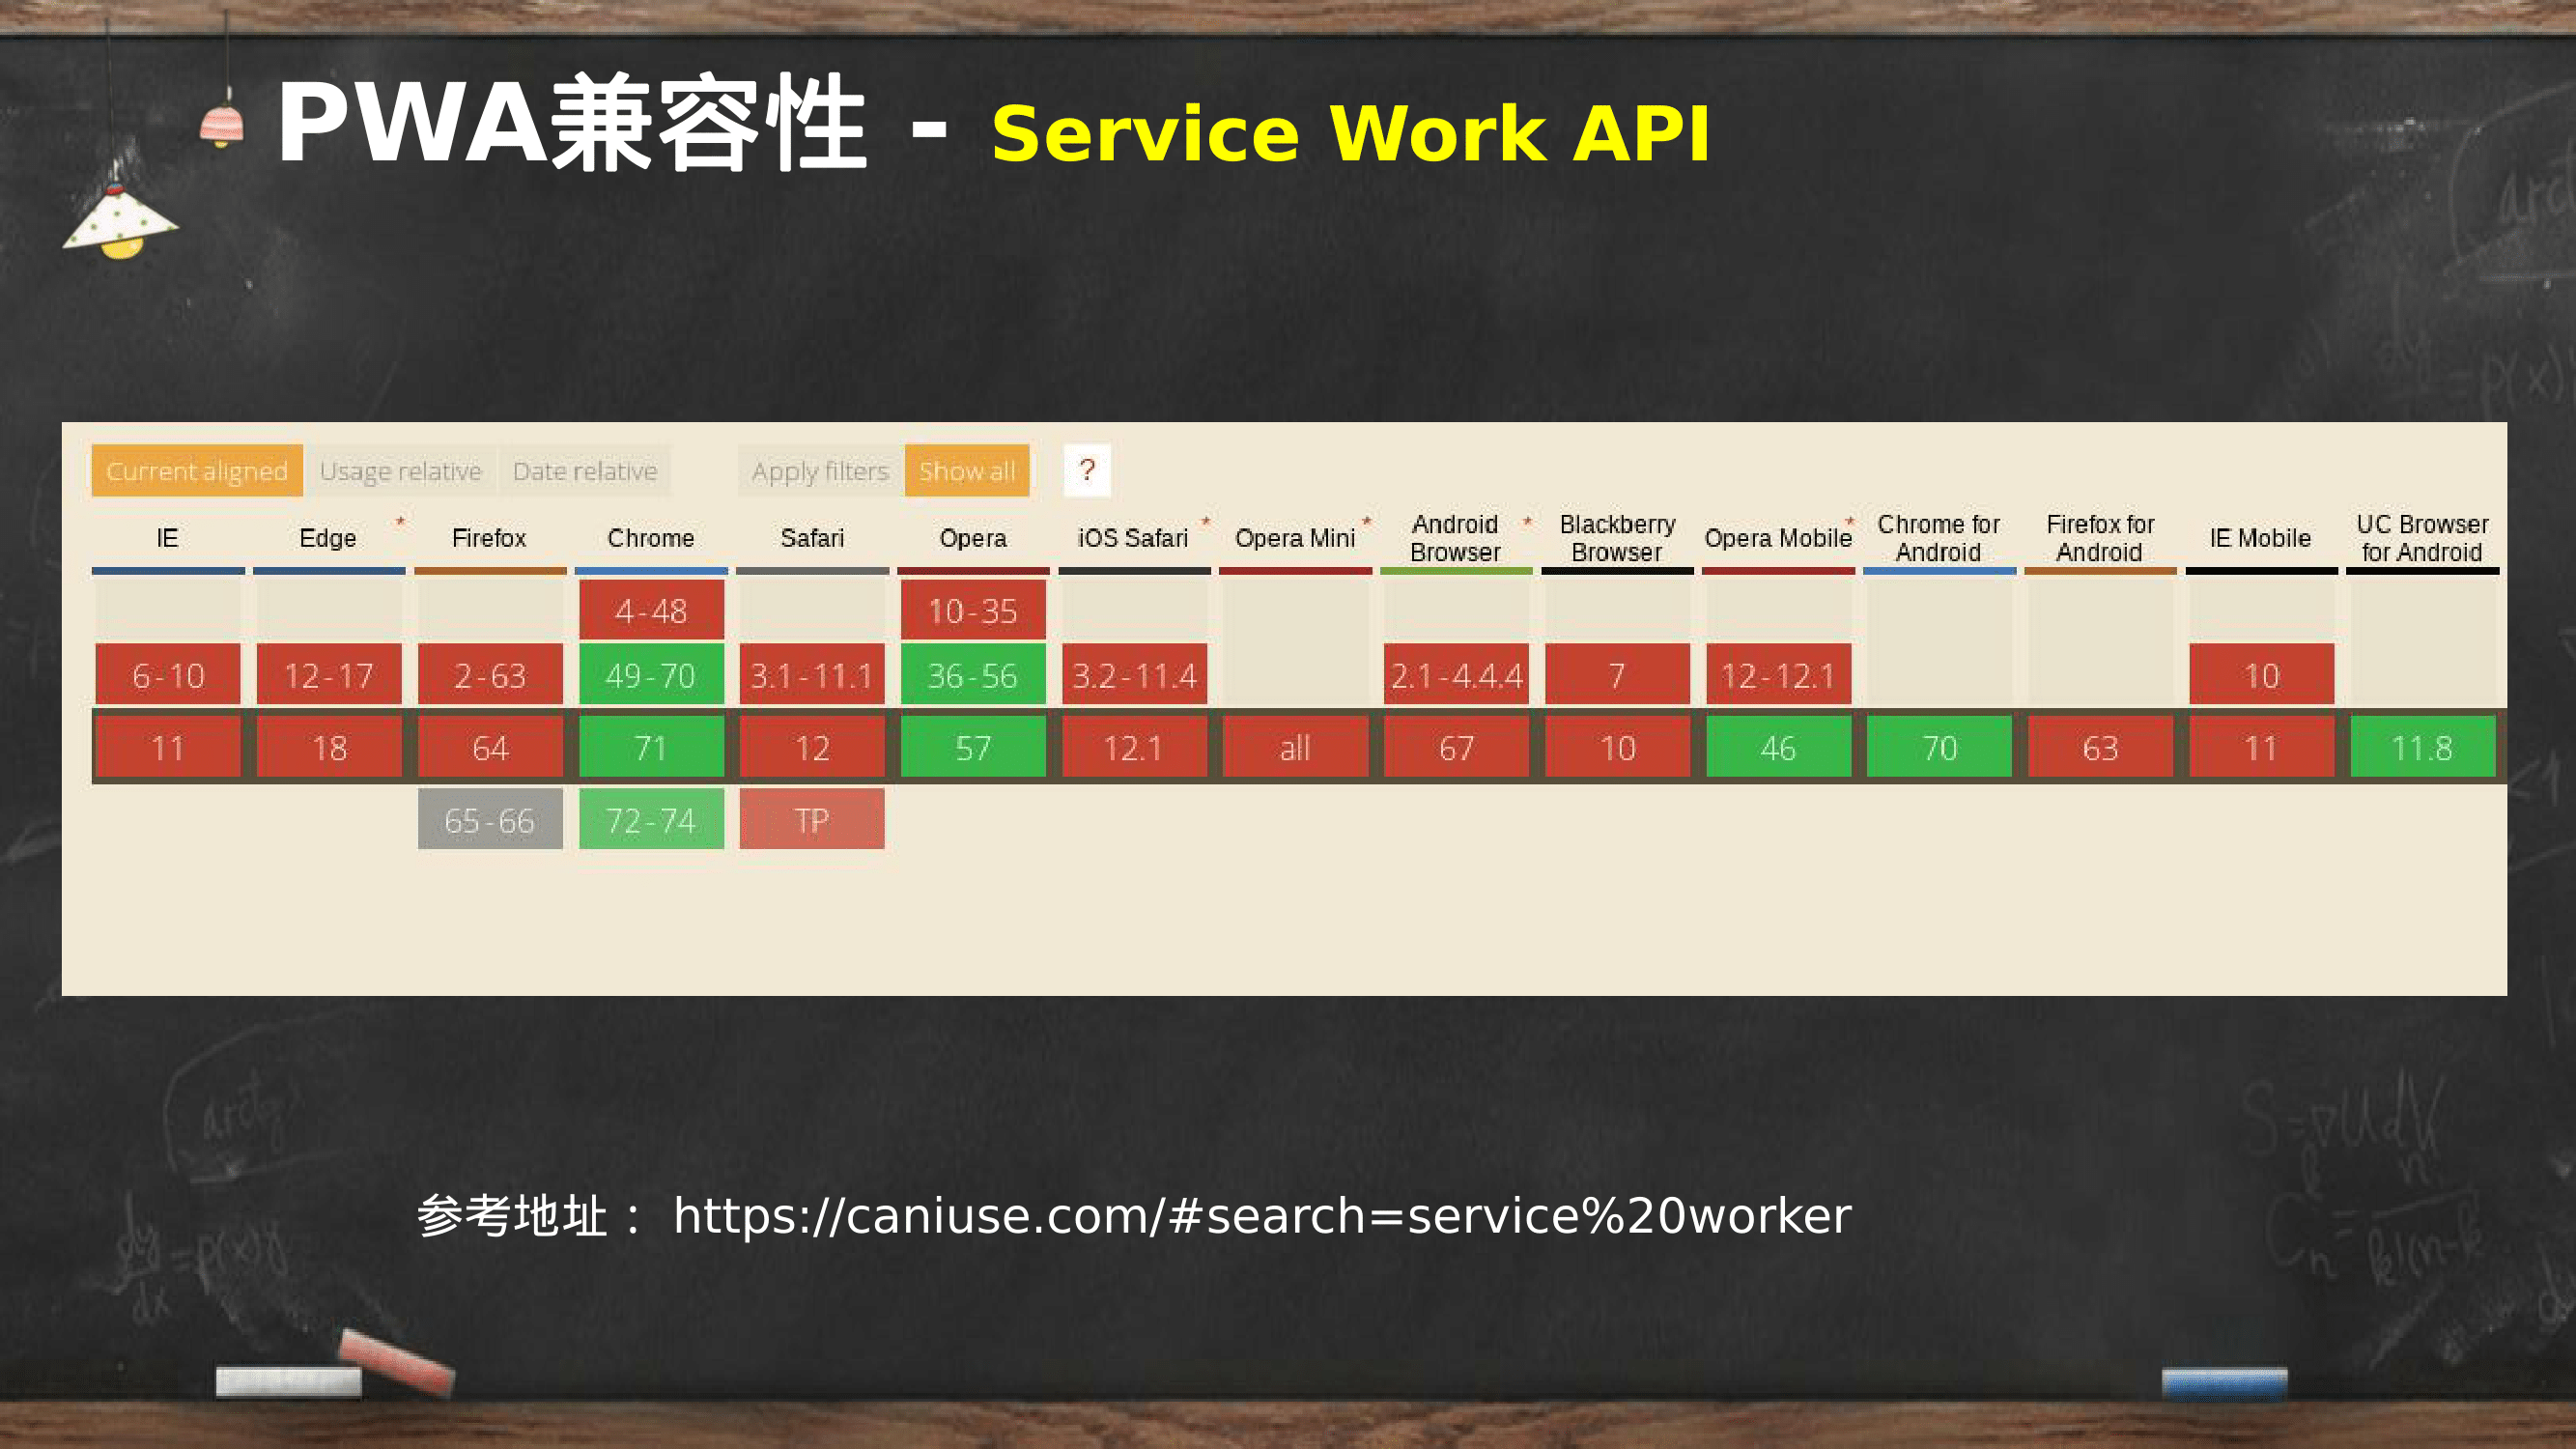 PWA兼容性 - Service Work API
Current aligned Usage relative Date relative Apply filters Show all ?
IE Edge * Firefox Chrome Safari Opera iOS Safari * Opera Mini * Android Browser * Blackberry Browser Opera Mobile * Chrome for Android Firefox for Android IE Mobile UC Browser for Android
4-48 10-35
6-10 12-17 2-63 49-70 3.1-11.1 36-56 3.2-11.4 2.1-4.4.4 7 12-12.1 10
11 18 64 71 12 57 12.1 all 67 10 46 70 63 11 11.8
65-66 72-74 TP
参考地址： https://caniuse.com/#search=service%20worker